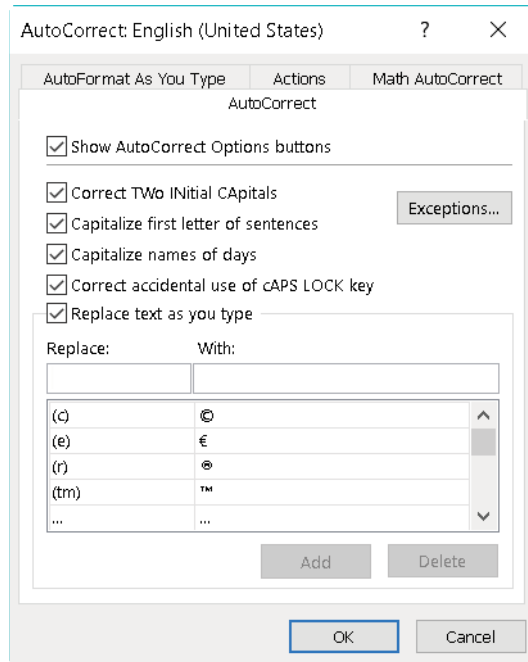 AutoCorrect: English (United States) ?
AutoFormat As You Type Actions Math AutoCorrect
AutoCorrect
Show AutoCorrect Options buttons
Correct TWo INitial CApitals
Exceptions...
Capitalize first letter of sentences
Capitalize names of days
Correct accidental use of cAPS LOCK key
Replace text as you type
Replace: With:
(c) ©
(e) €
(r) ®
(tm) ™
... ...
Add Delete
OK Cancel